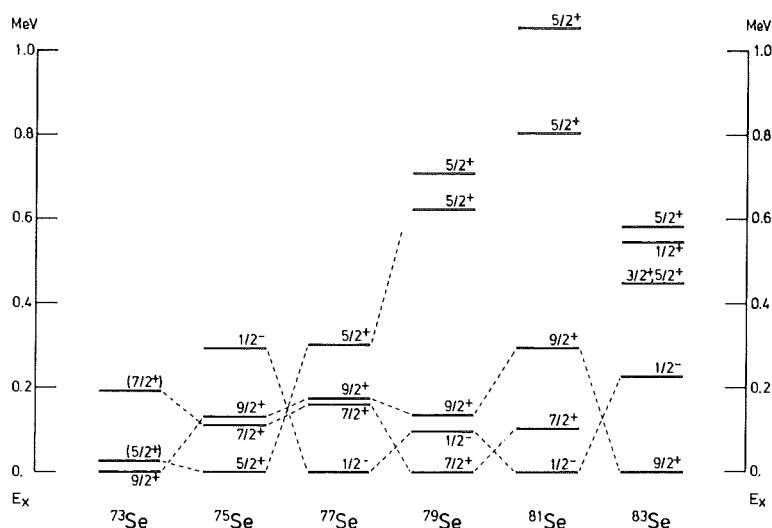 5/2⁺
MeV MeV
1.0 1.0
5/2⁺
0.8 0.8
5/2⁺
5/2⁺
0.6 5/2⁺ 0.6
1/2⁺
3/2⁺,5/2⁺
0.4 0.4
1/2⁻ 5/2⁺ 9/2⁺
1/2⁻
0.2 (7/2⁺) 9/2⁺ 0.2
9/2⁺ 7/2⁺ 9/2⁺
7/2⁺ 1/2⁻ 7/2⁺
(5/2⁺)
0. 9/2⁺ 5/2⁺ 1/2⁻ 7/2⁺ 1/2⁻ 9/2⁺ 0.
Eₓ Eₓ
⁷³Se ⁷⁵Se ⁷⁷Se ⁷⁹Se ⁸¹Se ⁸³Se